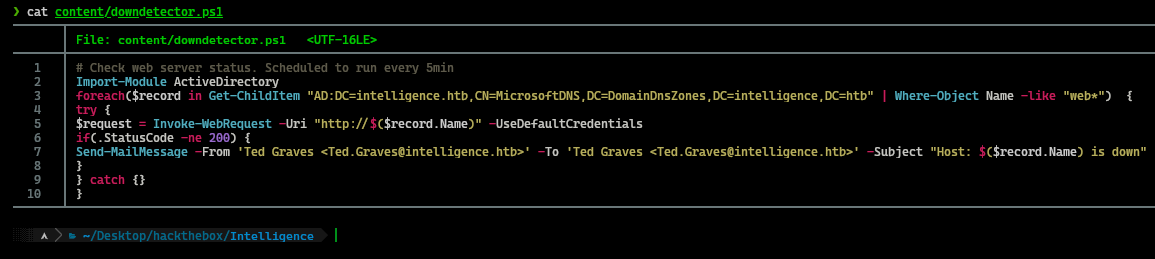 ❯ cat content/downdetector.ps1
File: content/downdetector.ps1 <UTF-16LE>
1 # Check web server status. Scheduled to run every 5min
2 Import-Module ActiveDirectory
3 foreach($record in Get-ChildItem "AD:DC=intelligence.htb,CN=MicrosoftDNS,DC=DomainDnsZones,DC=intelligence,DC=htb" | Where-Object Name -like "web*") {
4 try {
5 $request = Invoke-WebRequest -Uri "http://$($record.Name)" -UseDefaultCredentials
6 if(.StatusCode -ne 200) {
7 Send-MailMessage -From 'Ted Graves <Ted.Graves@intelligence.htb>' -To 'Ted Graves <Ted.Graves@intelligence.htb>' -Subject "Host: $($record.Name) is down"
8 }
9 } catch {}
10 }
~/Desktop/hackthebox/Intelligence